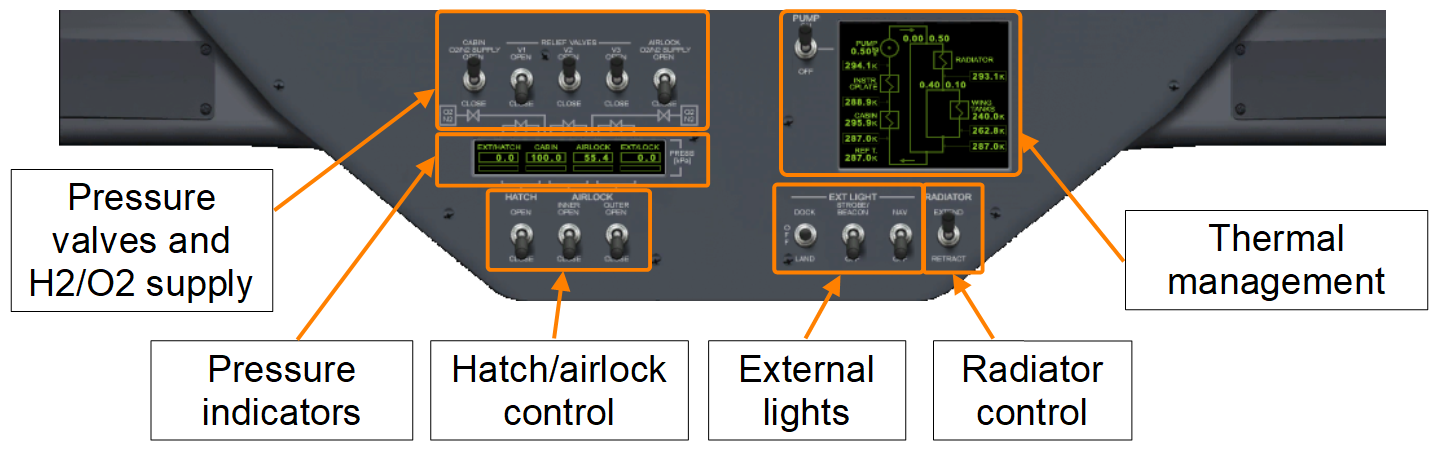 CABIN
O2/N2 SUPPLY
OPEN
CLOSE
RELIEF VALVES
V1
OPEN
CLOSE
V2
OPEN
CLOSE
V3
OPEN
CLOSE
AIRLOCK
O2/N2 SUPPLY
OPEN
CLOSE
EXT/HATCH
CABIN
AIRLOCK
EXT/LOCK
0.0
100.0
55.4
0.0
PRESS
[kPa]
HATCH
OPEN
CLOSE
AIRLOCK
INNER
OPEN
CLOSE
OUTER
OPEN
CLOSE
PUMP
OFF
PUMP
0.50
0.00
0.50
294.1K
RADIATOR
293.1K
INSTR.
CPLATE
288.9K
0.40
0.10
CABIN
295.9K
WING
TANKS
240.0K
262.8K
287.0K
287.0K
REF T.
287.0K
EXT LIGHT
DOCK
OFF
LAND
STROBE/
BEACON
OFF
NAV
OFF
RADIATOR
EXTEND
RETRACT
Pressure
valves and
H2/O2 supply
Pressure
indicators
Hatch/airlock
control
External
lights
Radiator
control
Thermal
management